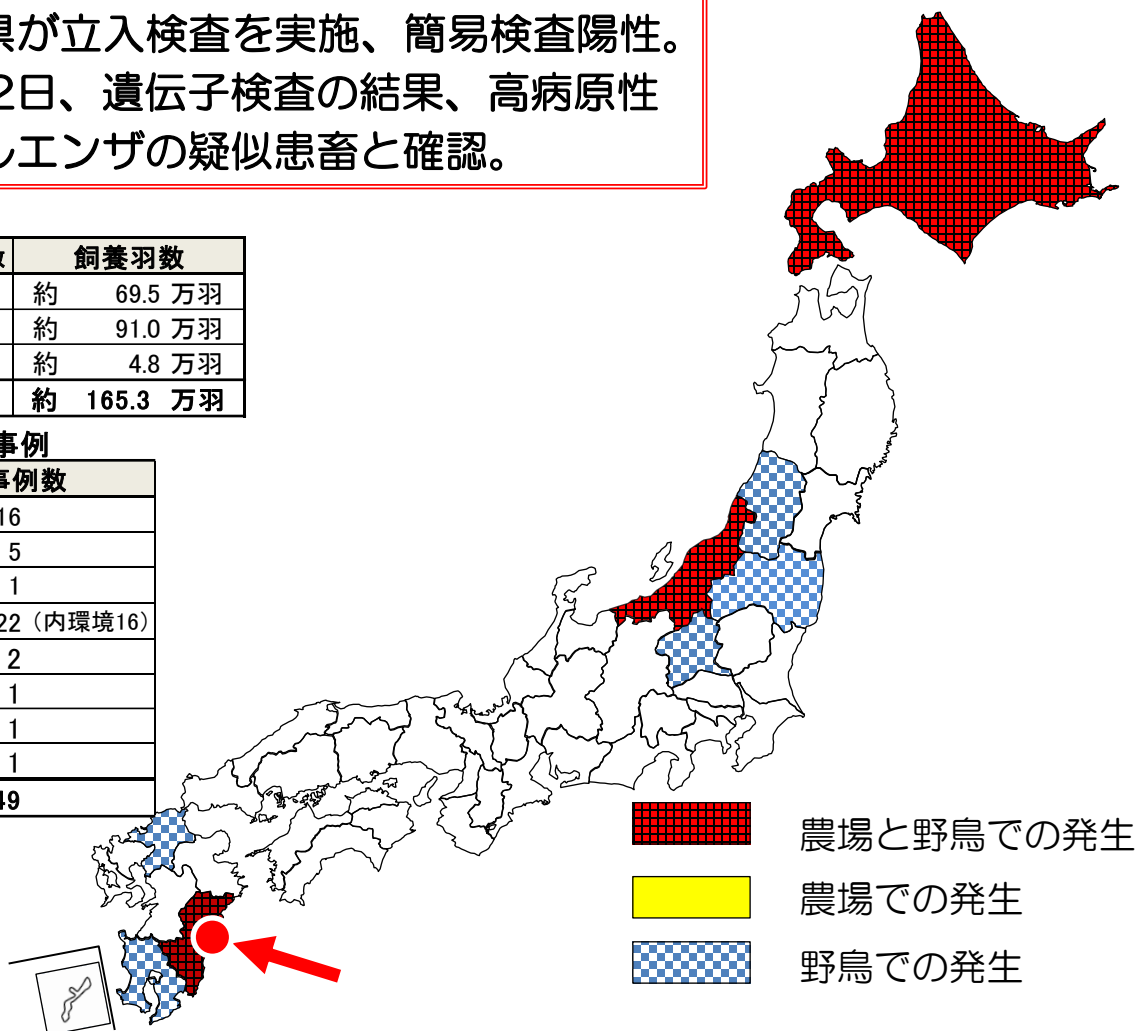 県が立入検査を実施、簡易検査陽性。
2日、遺伝子検査の結果、高病原性
ルエンザの疑似患畜と確認。
数 飼養羽数
約 69.5 万羽
約 91.0 万羽
約 4.8 万羽
約 165.3 万羽
事例
事例数
16
5
1
22 (内環境16)
2
1
1
1
49
農場と野鳥での発生
農場での発生
野鳥での発生